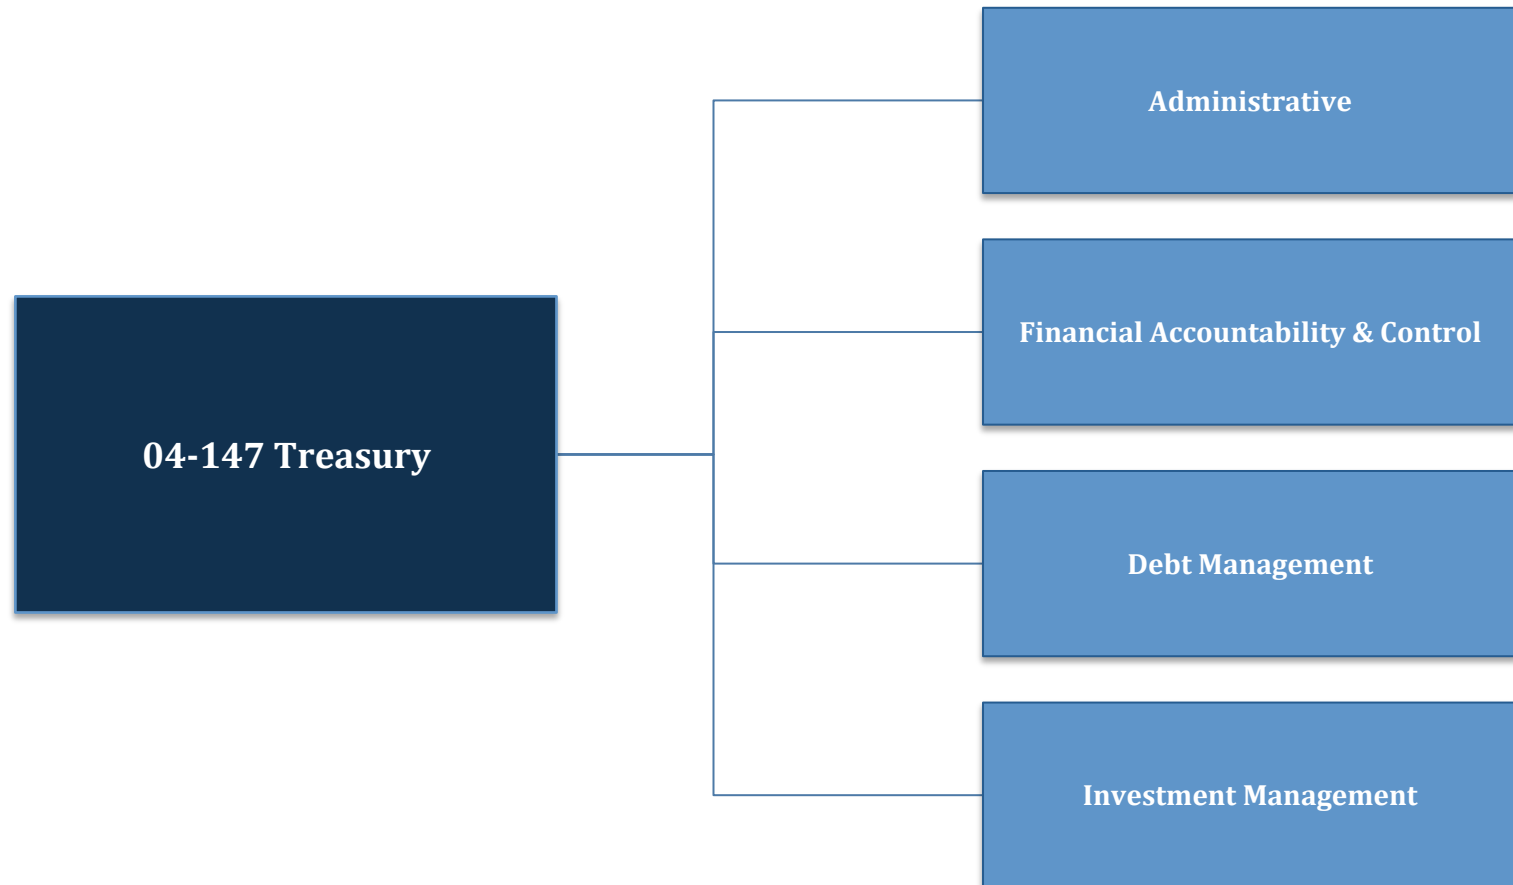 Administrative
Financial Accountability & Control
04-147 Treasury
Debt Management
Investment Management